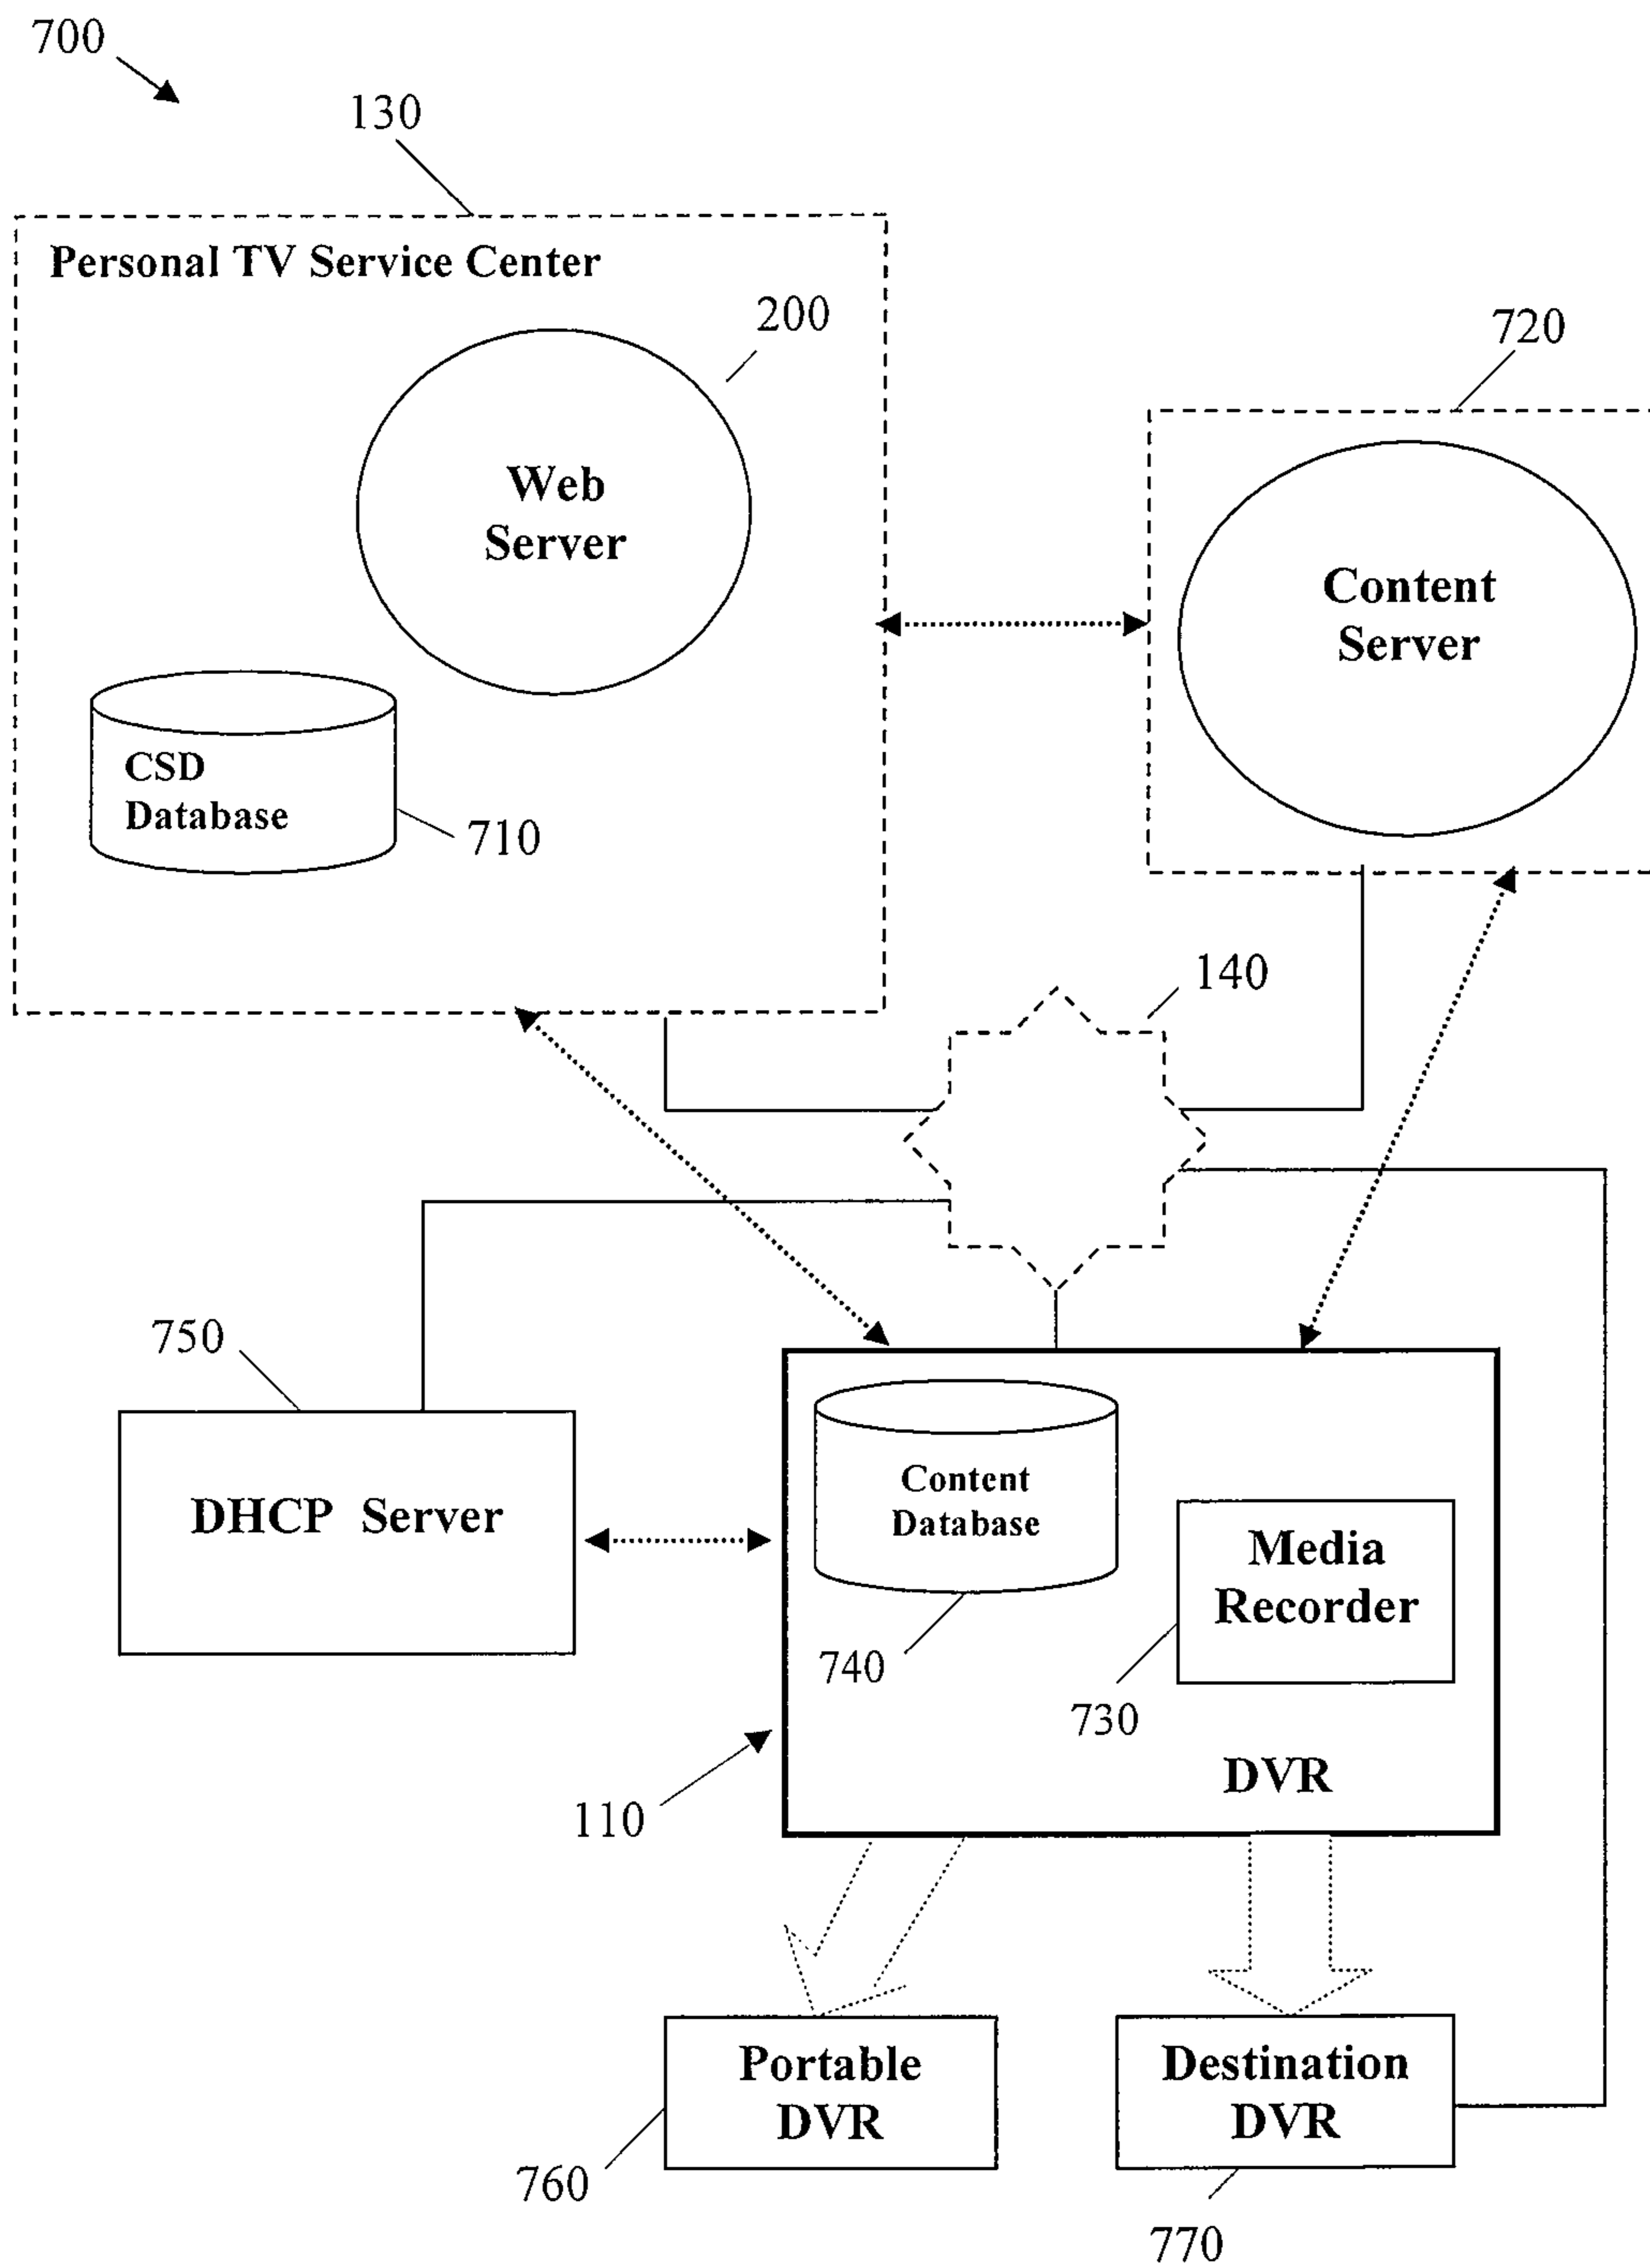 700
130
Personal TV Service Center
200
720
Web
Server
Content
Server
CSD
Database
710
140
750
DHCP Server
Content
Database
Media
Recorder
740
730
DVR
110
Portable
DVR
Destination
DVR
760
770